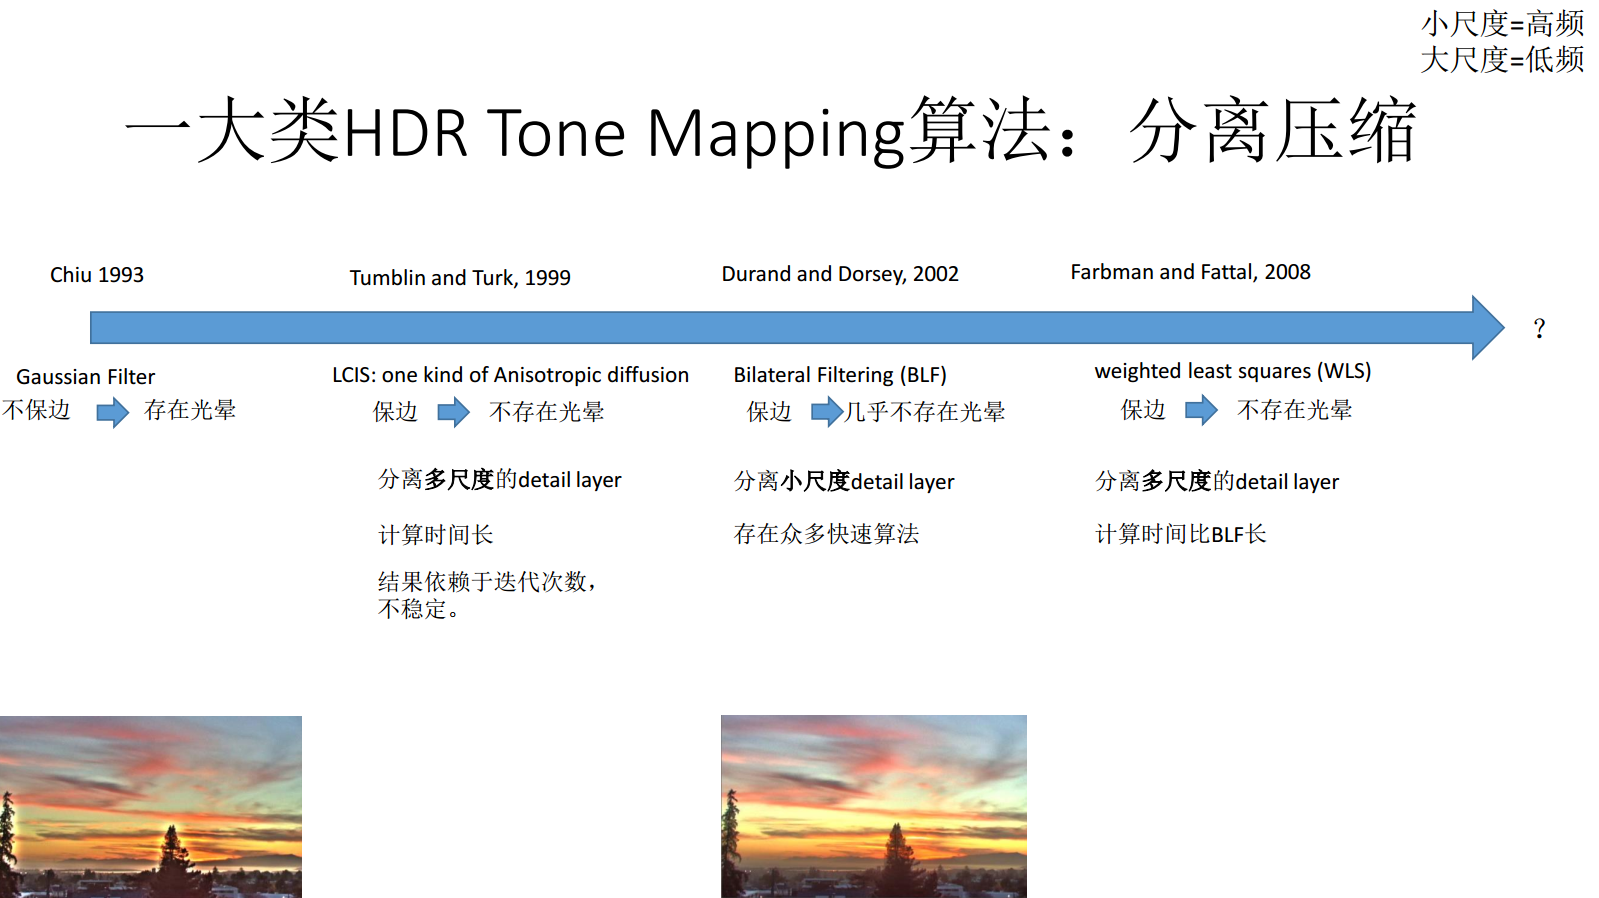 小尺度=高频
大尺度=低频
一大类HDR Tone Mapping算法：分离压缩
Chiu 1993
Tumblin and Turk, 1999
Durand and Dorsey, 2002
Farbman and Fattal, 2008
?
Gaussian Filter
不保边
存在光晕
LCIS: one kind of Anisotropic diffusion
保边
不存在光晕
分离多尺度的detail layer
计算时间长
结果依赖于迭代次数，
不稳定。
Bilateral Filtering (BLF)
保边
几乎不存在光晕
分离小尺度detail layer
存在众多快速算法
weighted least squares (WLS)
保边
不存在光晕
分离多尺度的detail layer
计算时间比BLF长